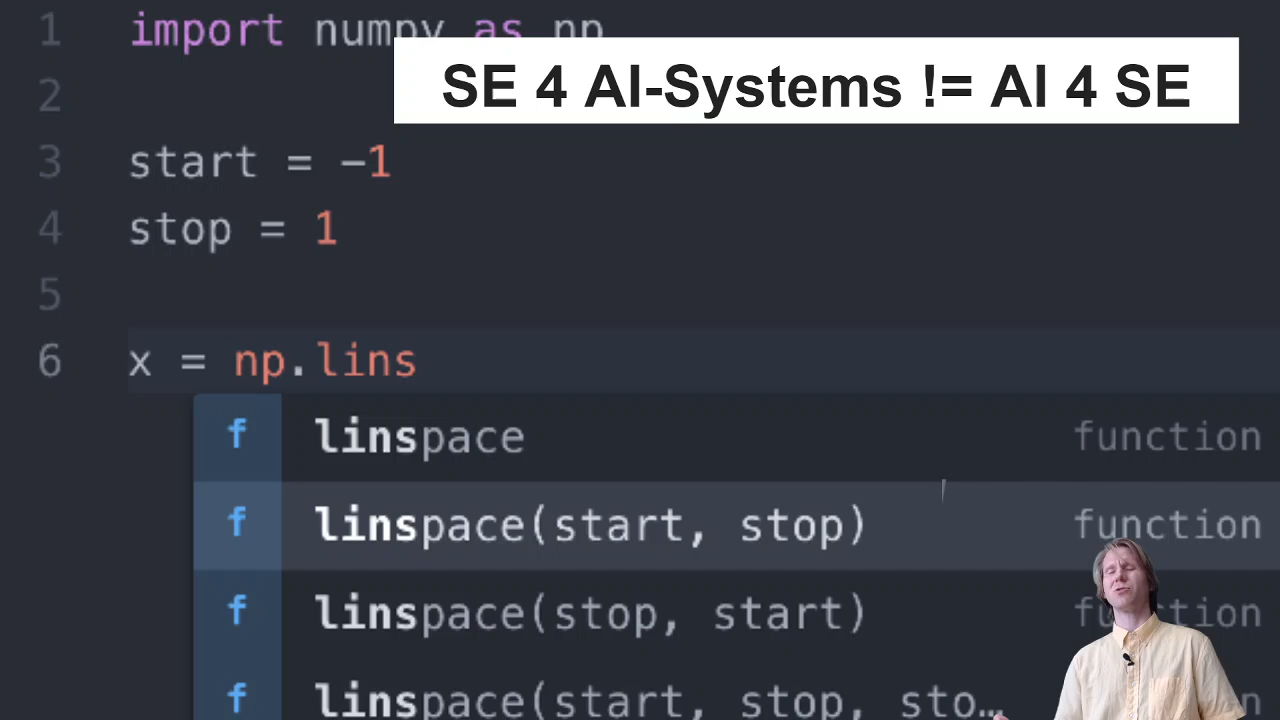 1 import numpy as np
SE 4 AI-Systems != AI 4 SE
2
3 start = -1
4 stop = 1
5
6 x = np.lins
f linspace function
f linspace(start, stop) function
f linspace(stop, start) function
f linspace(start, stop, sto…